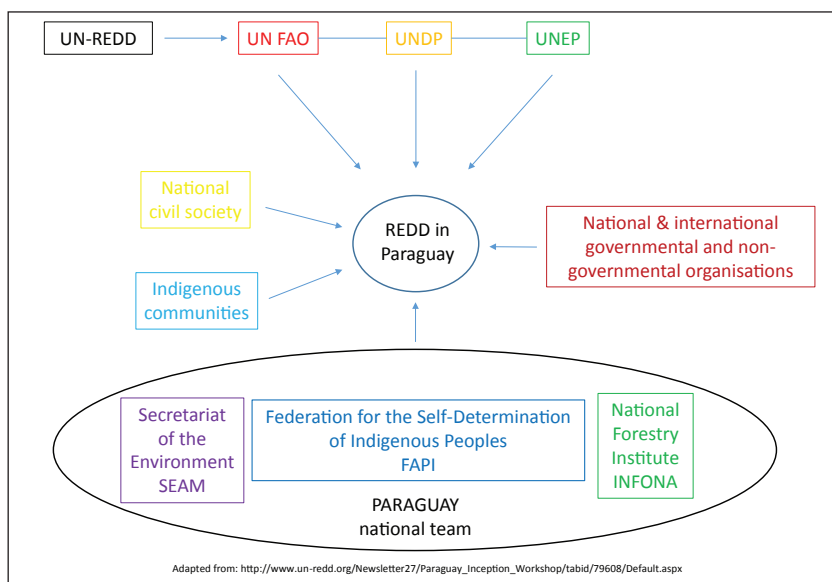 UN-REDD
UN FAO
UNDP
UNEP
National
civil society
REDD in
Paraguay
National & international
governmental and non-
governmental organisations
Indigenous
communities
Secretariat
of the
Environment
SEAM
Federation for the Self-Determination
of Indigenous Peoples
FAPI
National
Forestry
Institute
INFONA
PARAGUAY
national team
Adapted from: http://www.un-redd.org/Newsletter27/Paraguay_Inception_Workshop/tabid/79608/Default.aspx